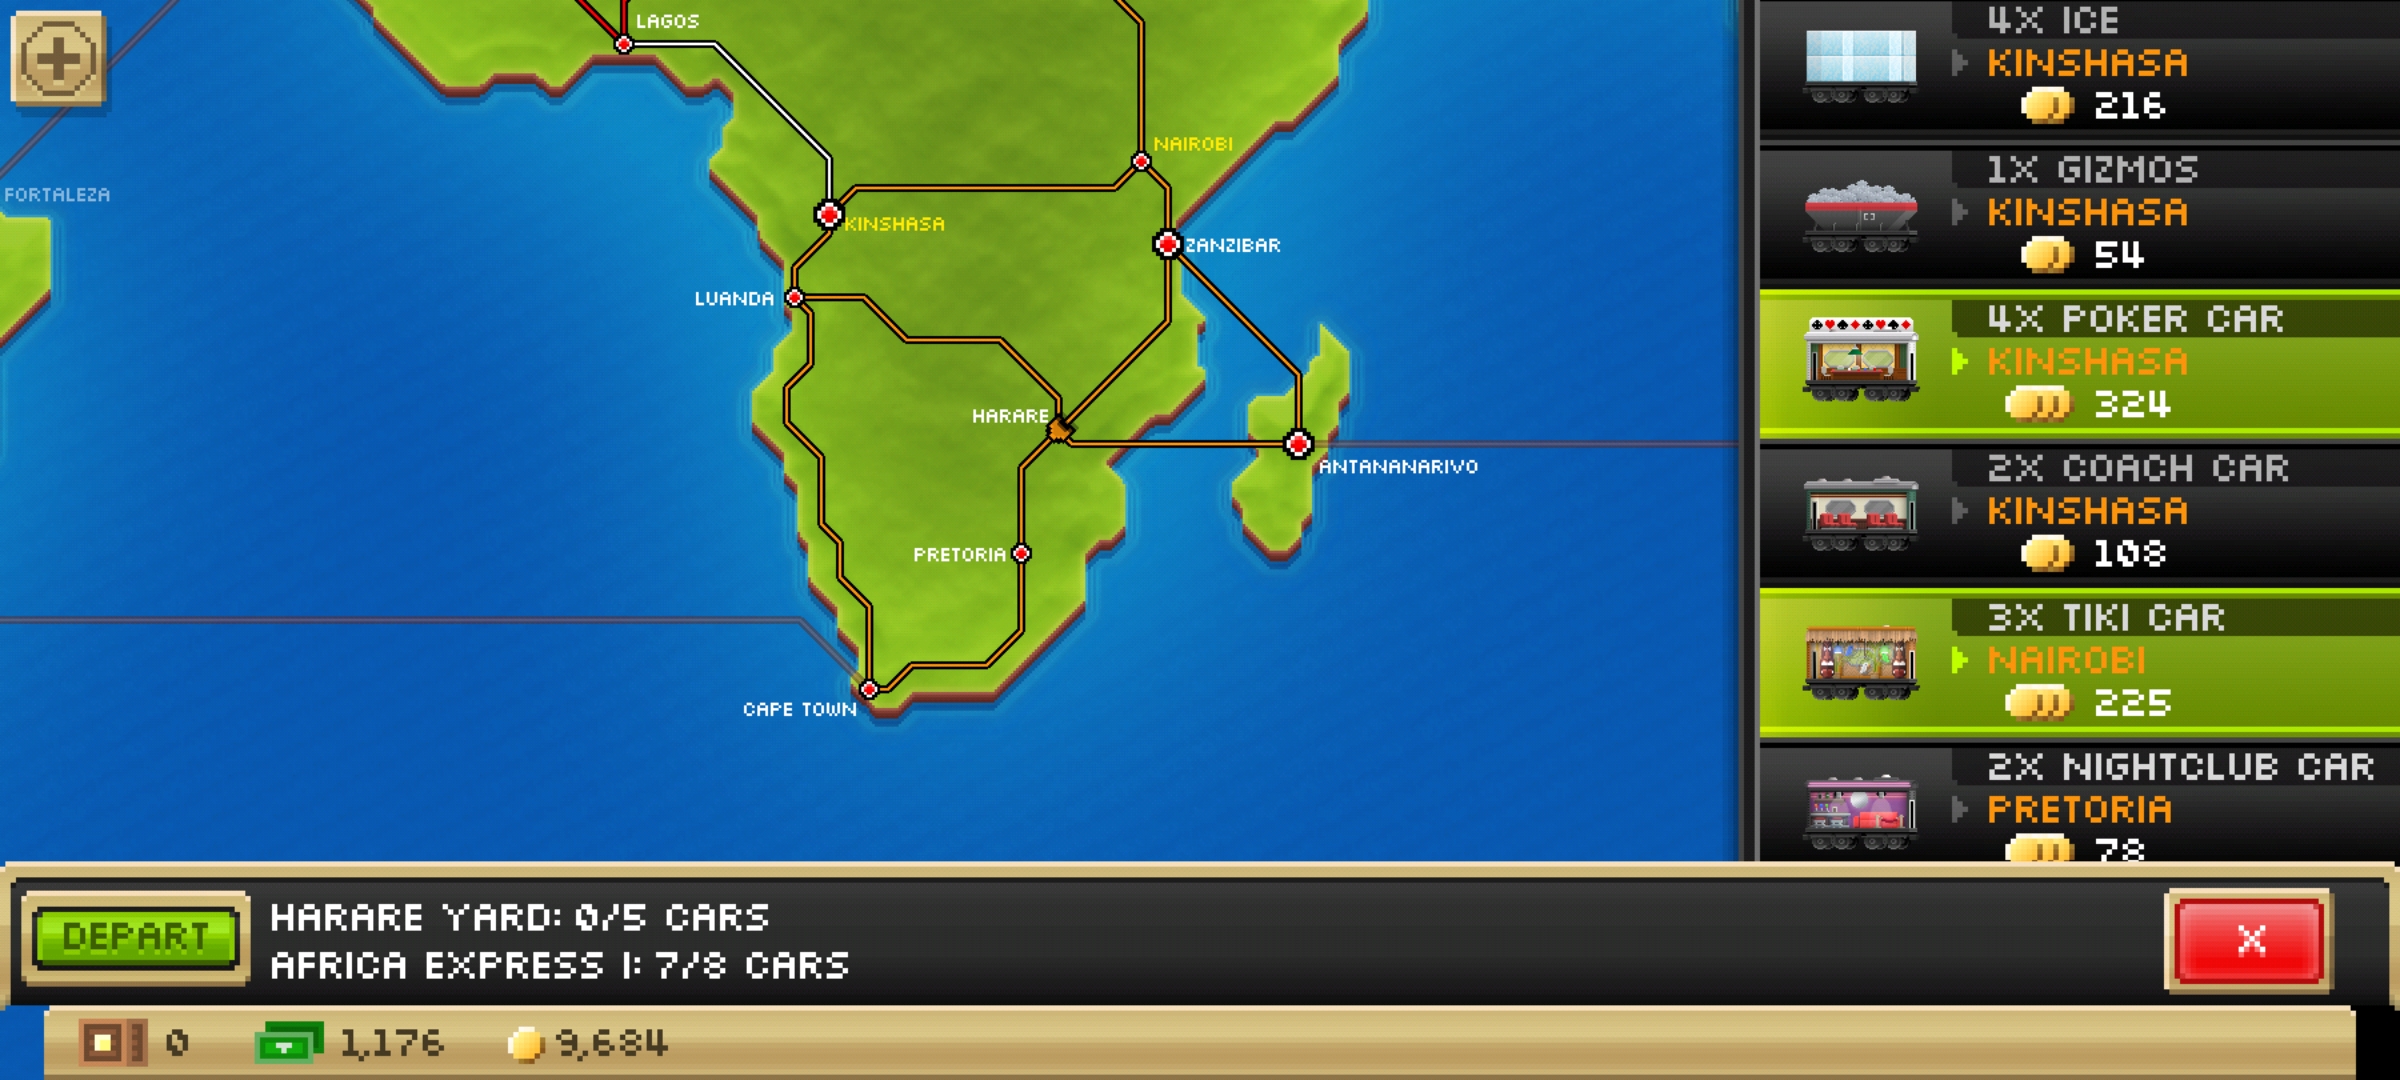 LAGOS
FORTALEZA
NAIROBI
KINSHASA
ZANZIBAR
LUANDA
HARARE
ANTANANARIVO
PRETORIA
CAPE TOWN
4X ICE
KINSHASA
216
1X GIZMOS
KINSHASA
54
4X POKER CAR
KINSHASA
324
2X COACH CAR
KINSHASA
108
3X TIKI CAR
NAIROBI
225
2X NIGHTCLUB CAR
PRETORIA
78
DEPART
HARARE YARD: 0/5 CARS
AFRICA EXPRESS I: 7/8 CARS
X
0
1,176
9,684